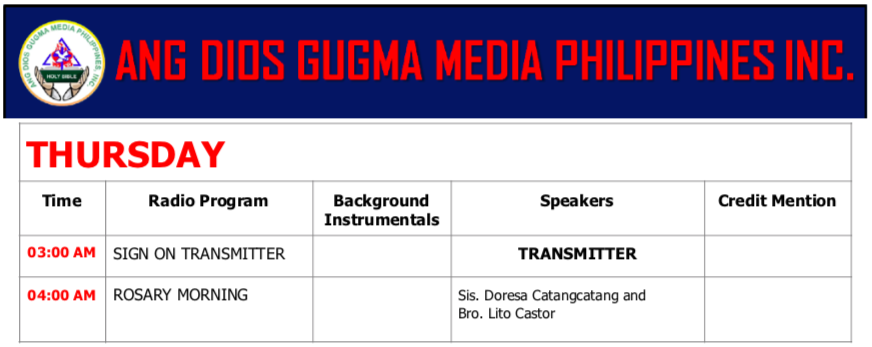 ANG DIOS GUGMA MEDIA PHILIPPINES INC.
HOLY BIBLE
ANG DIOS GUGMA MEDIA PHILIPPINES INC.
THURSDAY
Time Radio Program Background Instrumentals Speakers Credit Mention
03:00 AM SIGN ON TRANSMITTER TRANSMITTER
04:00 AM ROSARY MORNING Sis. Doresa Catangcatang and
Bro. Lito Castor